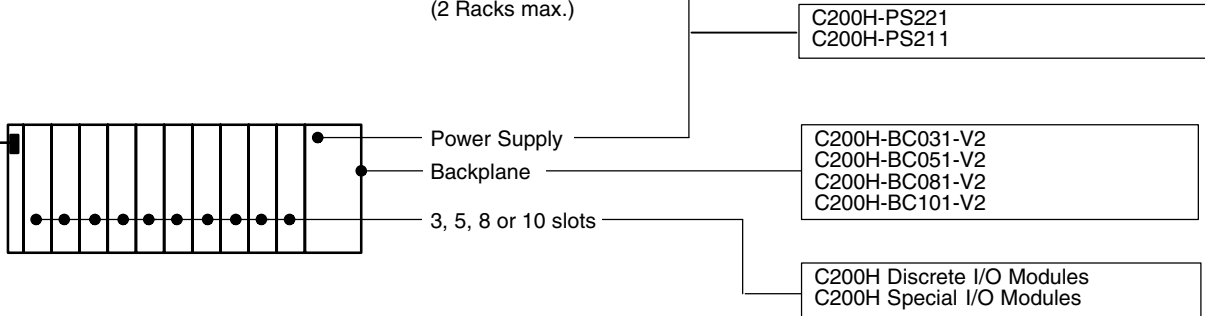 (2 Racks max.)
C200H-PS221
C200H-PS211
Power Supply
Backplane
3, 5, 8 or 10 slots
C200H-BC031-V2
C200H-BC051-V2
C200H-BC081-V2
C200H-BC101-V2
C200H Discrete I/O Modules
C200H Special I/O Modules